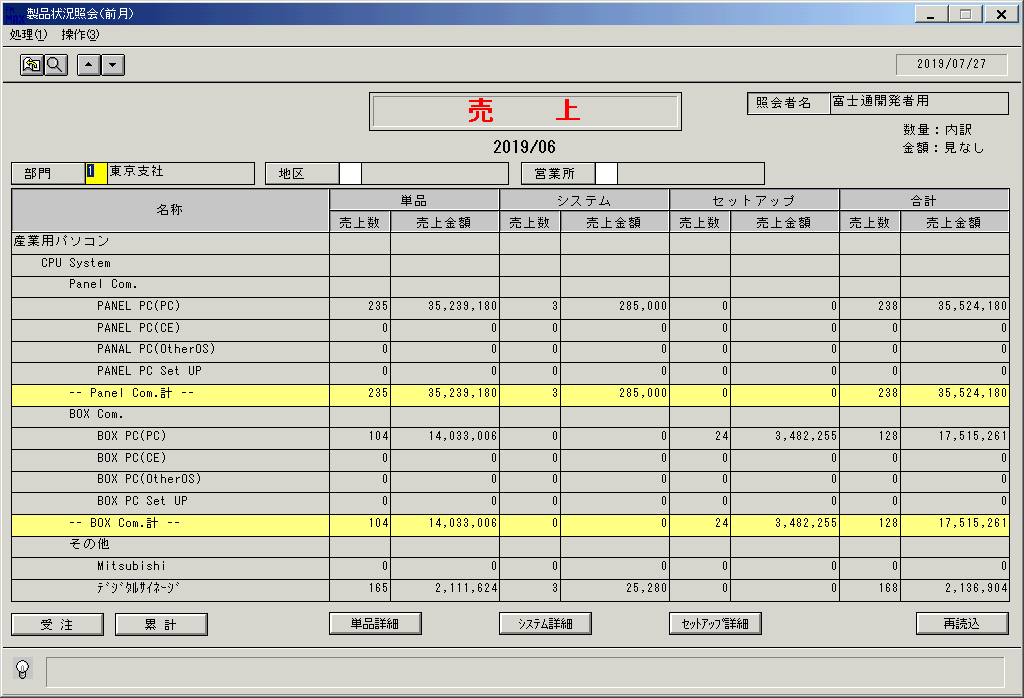 製品状況照会(前月)
処理(1) 操作(3)
2019/07/27
売 上
照会者名 富士通開発者用
2019/06
数量：内訳
金額：見なし
部門 1 東京支社 地区 営業所
名称 単品 システム セットアップ 合計
売上数 売上金額 売上数 売上金額 売上数 売上金額 売上数 売上金額
産業用パソコン
CPU System
Panel Com.
PANEL PC(PC) 235 35,239,180 3 285,000 0 0 238 35,524,180
PANEL PC(CE) 0 0 0 0 0 0 0 0
PANAL PC(OtherOS) 0 0 0 0 0 0 0 0
PANEL PC Set UP 0 0 0 0 0 0 0 0
-- Panel Com.計 -- 235 35,239,180 3 285,000 0 0 238 35,524,180
BOX Com.
BOX PC(PC) 104 14,033,006 0 0 24 3,482,255 128 17,515,261
BOX PC(CE) 0 0 0 0 0 0 0 0
BOX PC(OtherOS) 0 0 0 0 0 0 0 0
BOX PC Set UP 0 0 0 0 0 0 0 0
-- BOX Com.計 -- 104 14,033,006 0 0 24 3,482,255 128 17,515,261
その他
Mitsubishi 0 0 0 0 0 0 0 0
ﾃﾞｼﾞﾀﾙｻｲﾈｰｼﾞ 165 2,111,624 3 25,280 0 0 168 2,136,904
受 注 累 計 単品詳細 ｼｽﾃﾑ詳細 ｾｯﾄｱｯﾌﾟ詳細 再読込